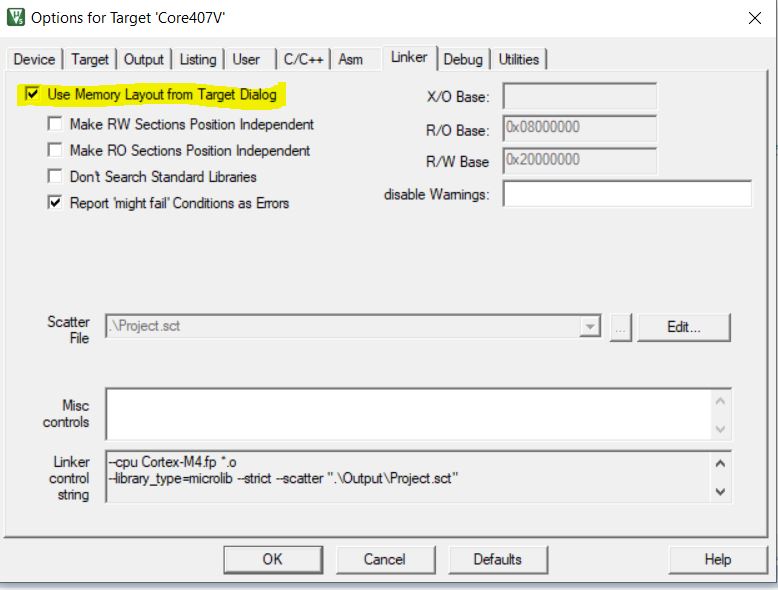 Options for Target 'Core407V'
Device Target Output Listing User C/C++ Asm Linker Debug Utilities
Use Memory Layout from Target Dialog
Make RW Sections Position Independent
Make RO Sections Position Independent
Don't Search Standard Libraries
Report 'might fail' Conditions as Errors
X/O Base:
R/O Base: 0x08000000
R/W Base 0x20000000
disable Warnings:
Scatter
File
.\Project.sct
...
Edit...
Misc
controls
Linker
control
string
--cpu Cortex-M4.fp *.o
--library_type=microlib --strict --scatter ".\Output\Project.sct"
OK Cancel Defaults Help